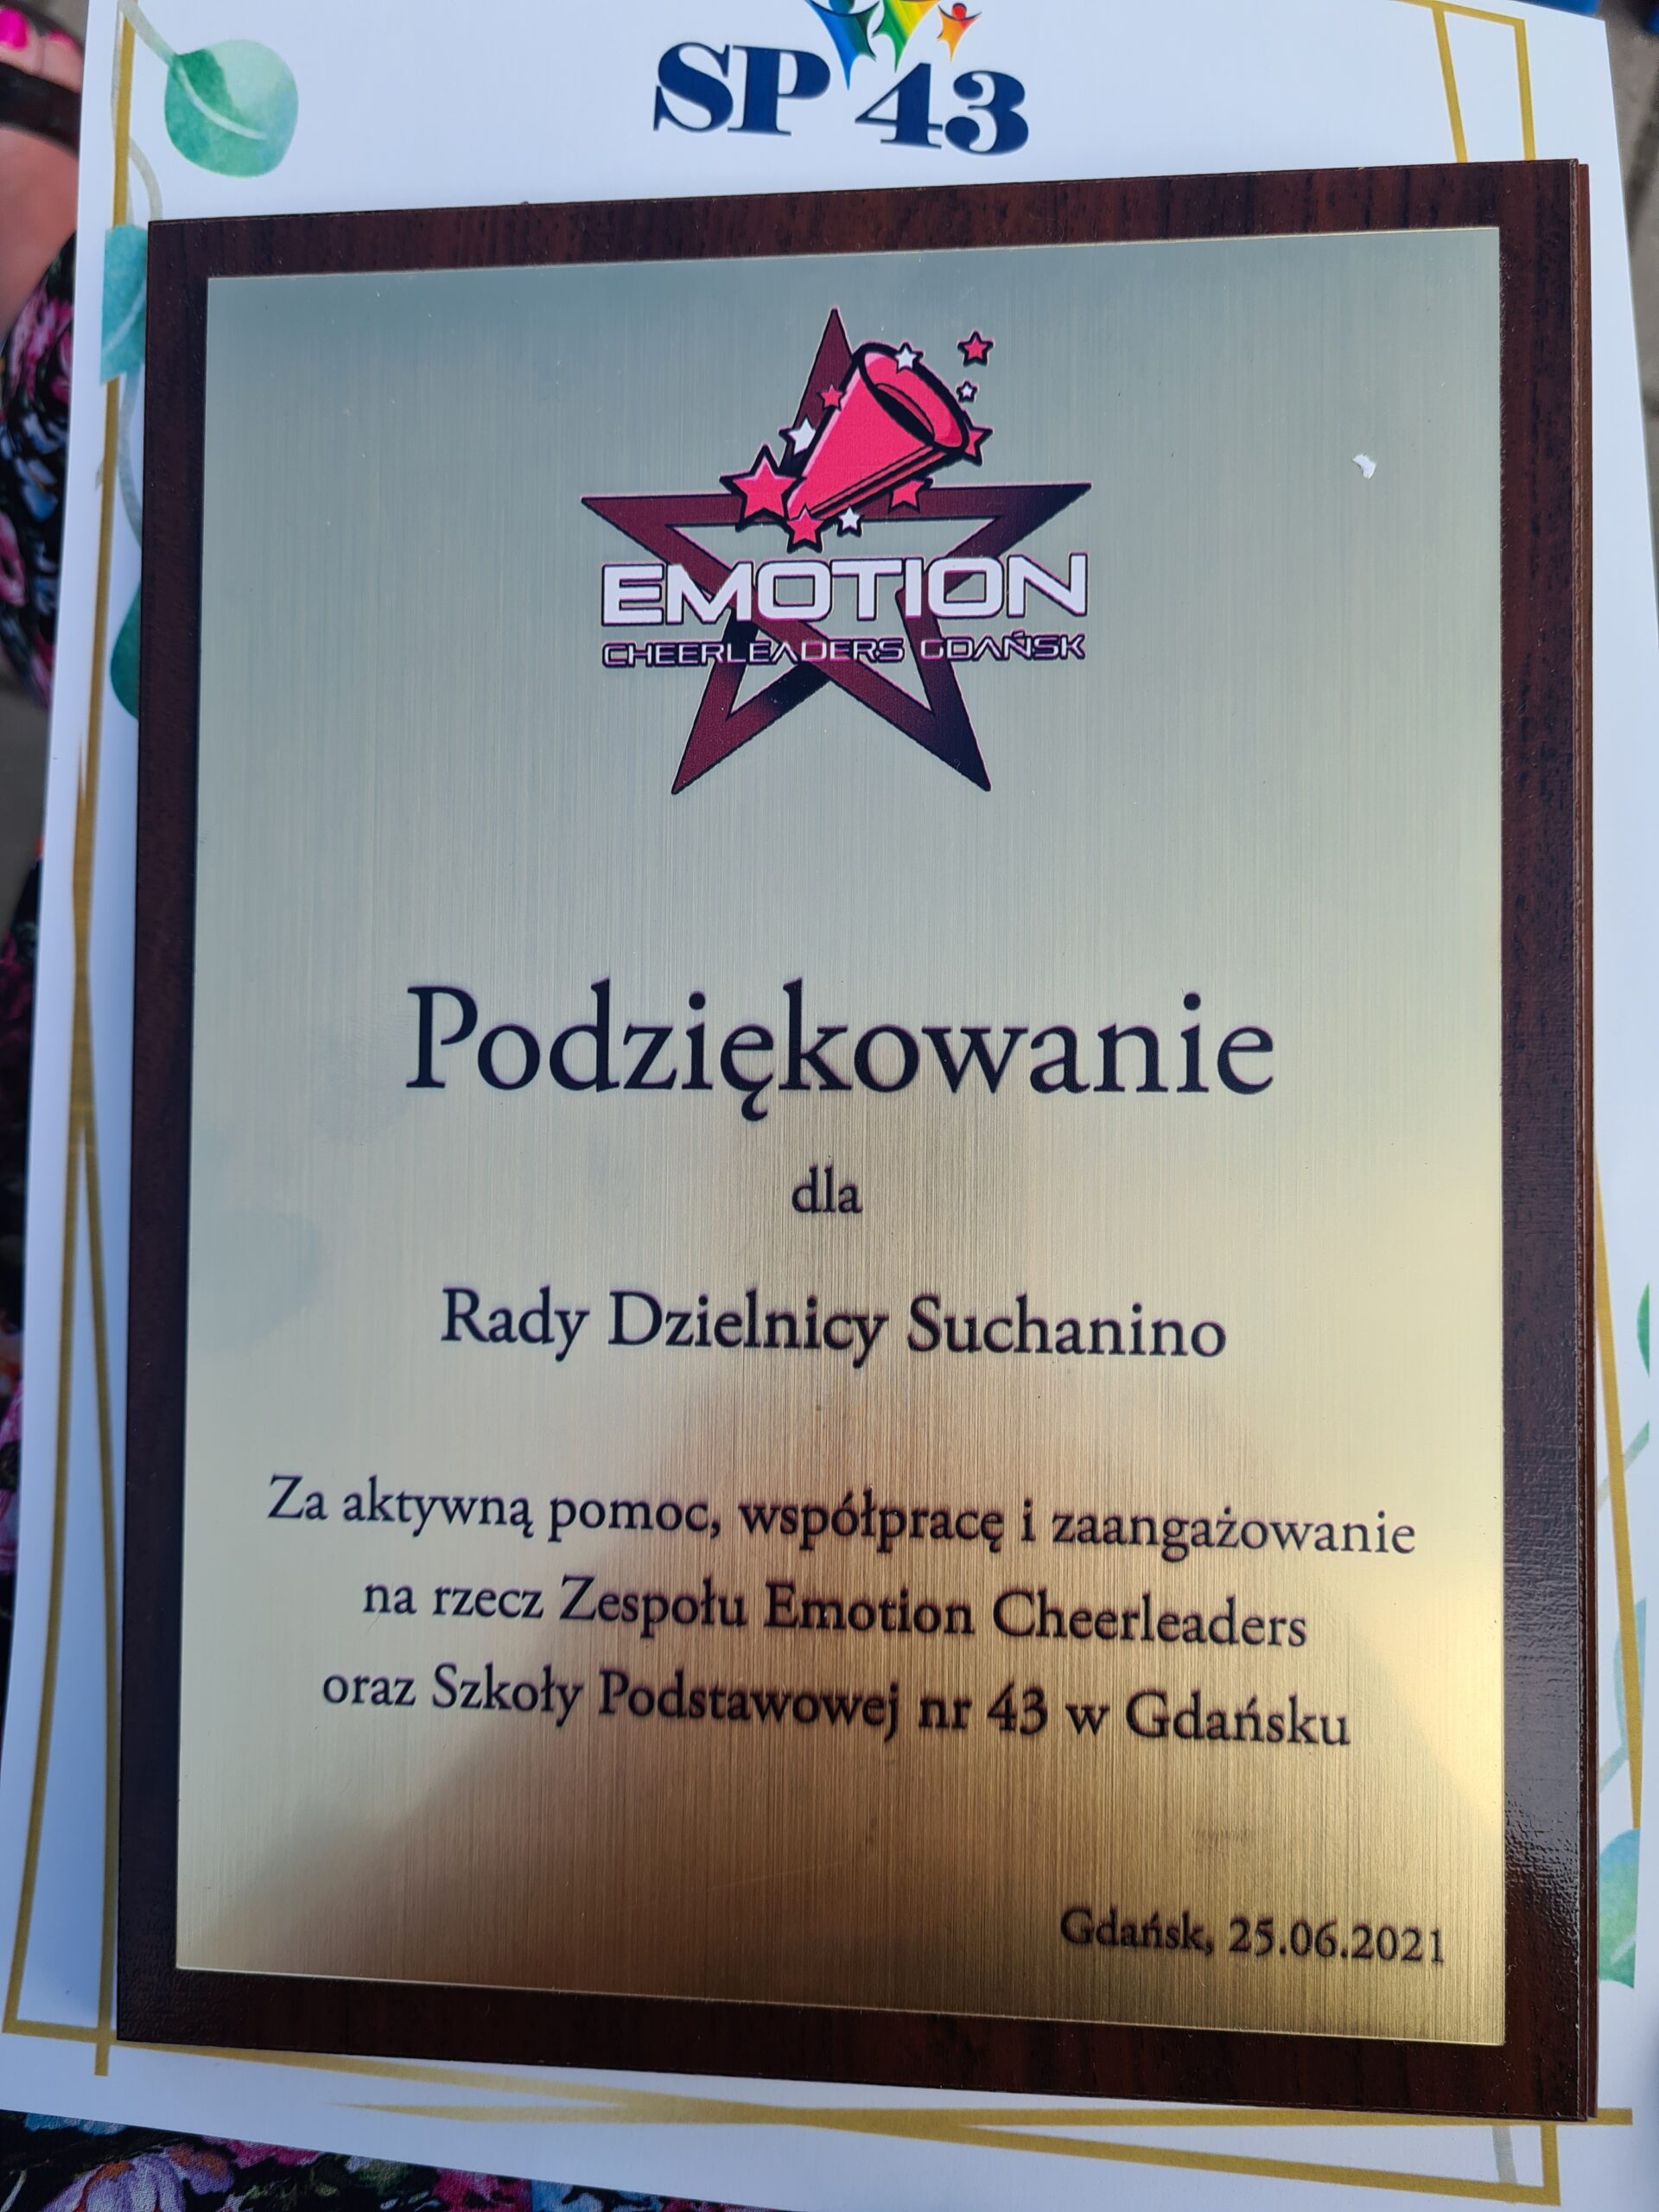 SP 43
EMOTION
CHEERLEADERS GDAŃSK
Podziękowanie
dla
Rady Dzielnicy Suchanino
Za aktywną pomoc, współpracę i zaangażowanie
na rzecz Zespołu Emotion Cheerleaders
oraz Szkoły Podstawowej nr 43 w Gdańsku
Gdańsk, 25.06.2021